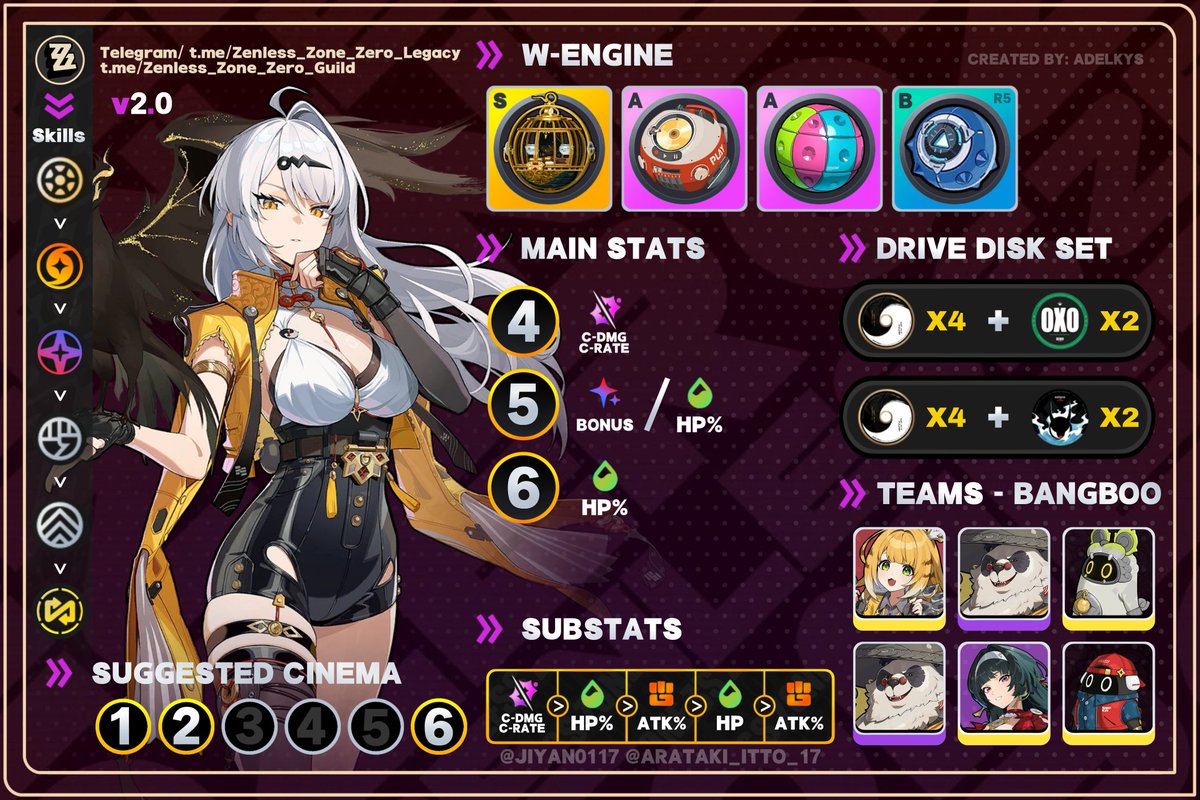 Telegram/ t.me/Zenless_Zone_Zero_Legacy
t.me/Zenless_Zone_Zero_Guild
v2.0
Skills
W-ENGINE
CREATED BY: ADELKYS
S
A
PLAY
A
B
R5
MAIN STATS
4
C-DMG
C-RATE
5
BONUS / HP%
6
HP%
DRIVE DISK SET
X4 + OXO X2
X4 + X2
TEAMS - BANGBOO
SUGGESTED CINEMA
1 2 3 4 5 6
SUBSTATS
C-DMG
C-RATE > HP% > ATK% > HP > ATK%
@JIYAN0117 @ARATAKI_ITTO_17